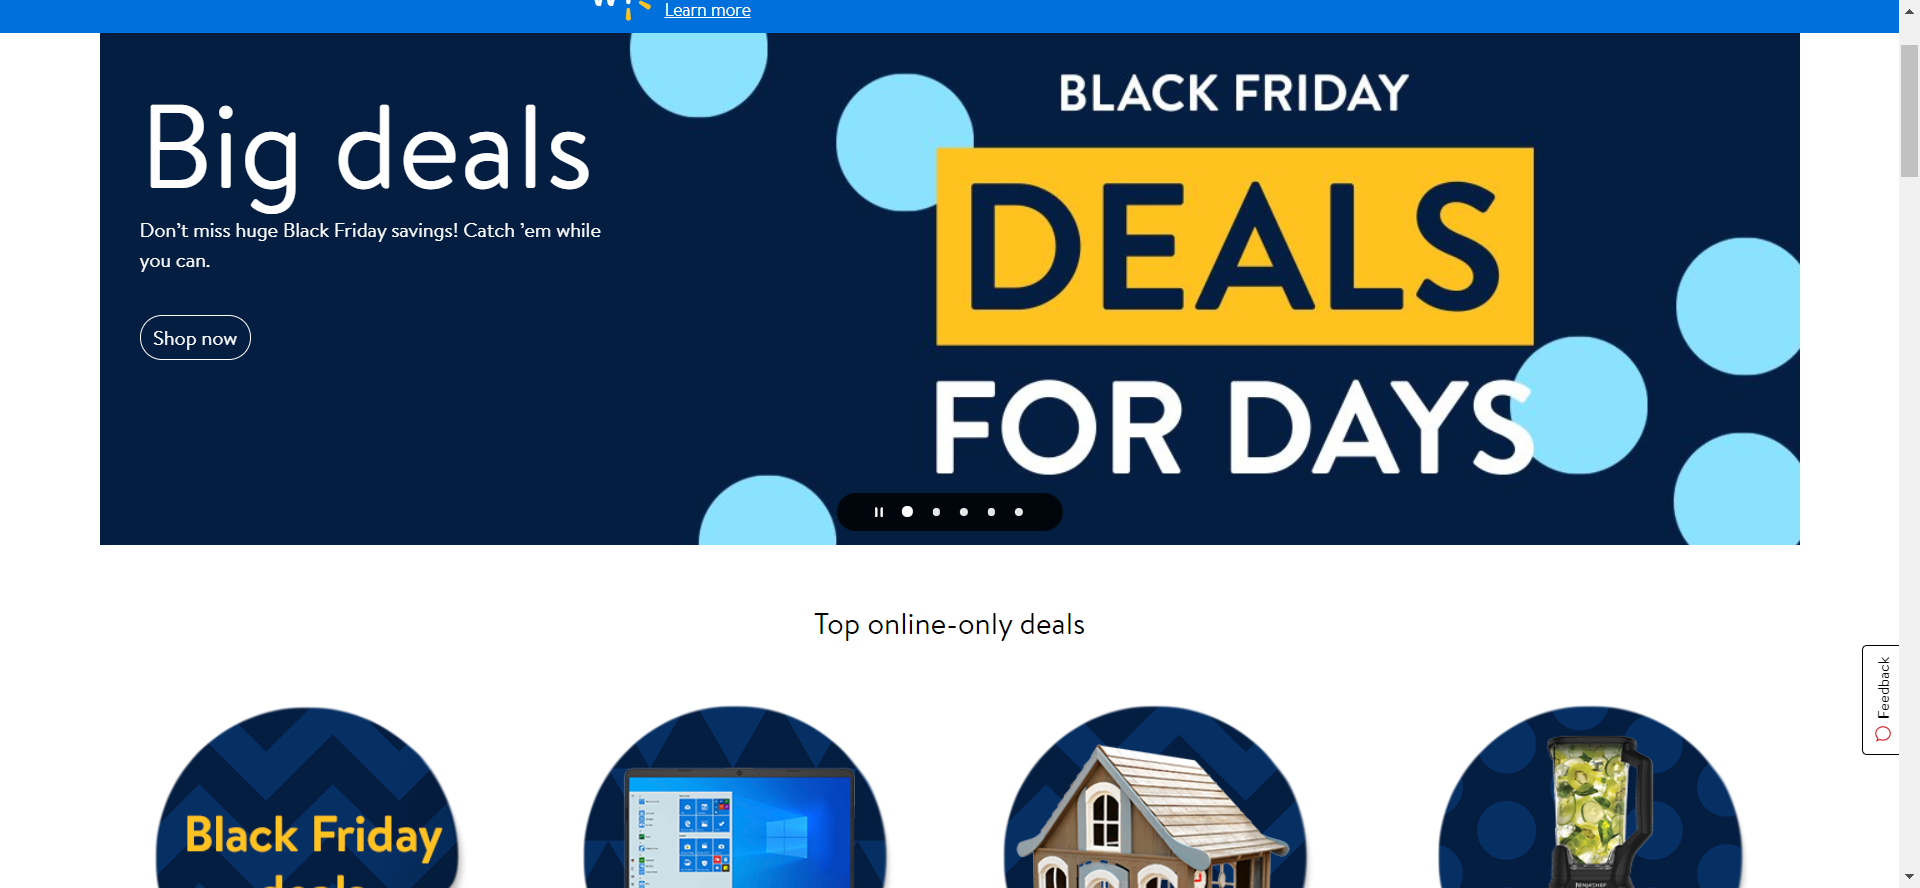 Learn more
Big deals
Don’t miss huge Black Friday savings! Catch ’em while
you can.
Shop now
BLACK FRIDAY
DEALS
FOR DAYS
Top online-only deals
Feedback
Black Friday
deals